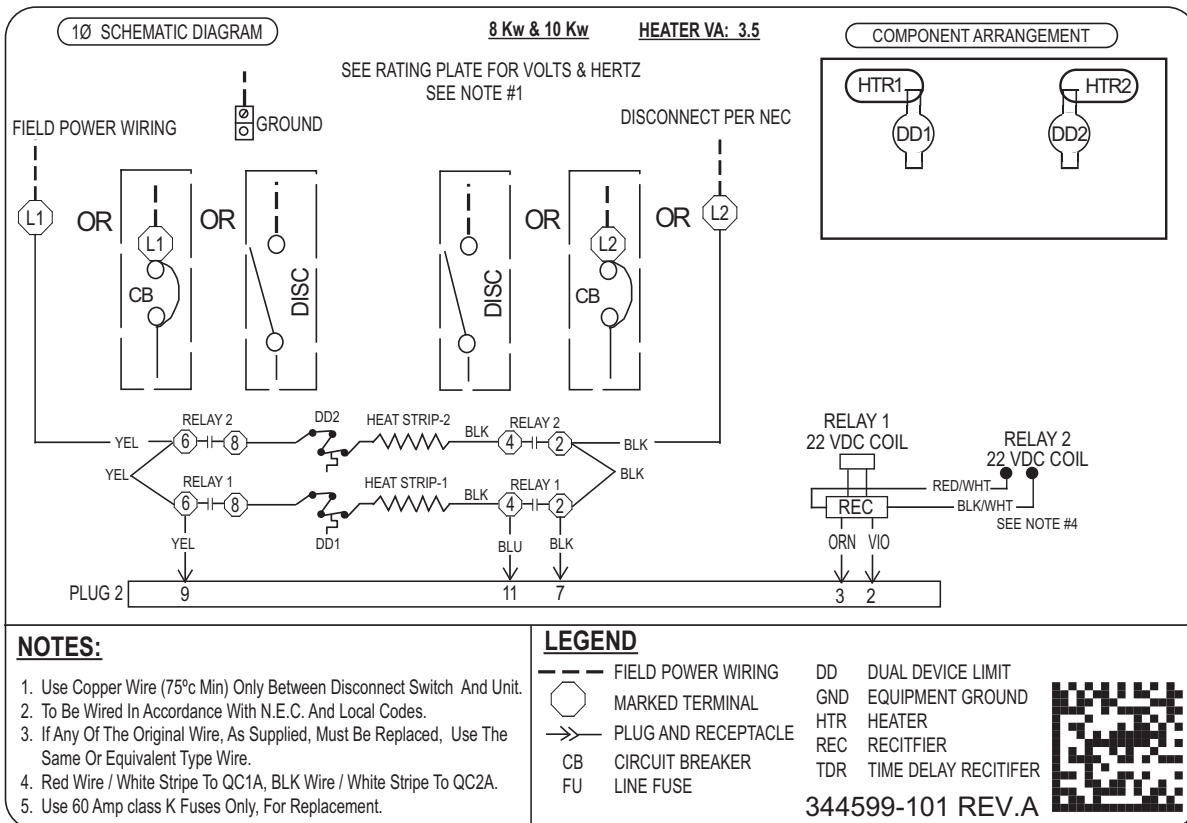 1Ø SCHEMATIC DIAGRAM
8 Kw & 10 Kw
HEATER VA: 3.5
COMPONENT ARRANGEMENT
SEE RATING PLATE FOR VOLTS & HERTZ
SEE NOTE #1
HTR1
HTR2
DD1
DD2
FIELD POWER WIRING
GROUND
DISCONNECT PER NEC
L1
OR
L1
CB
OR
DISC
DISC
OR
L2
CB
OR
L2
RELAY 2
DD2
HEAT STRIP-2
RELAY 2
YEL
6
8
BLK
4
2
BLK
YEL
BLK
RELAY 1
HEAT STRIP-1
RELAY 1
6
8
BLK
4
2
DD1
YEL
BLU
BLK
RELAY 1
22 VDC COIL
RELAY 2
22 VDC COIL
RED/WHT
REC
BLK/WHT
SEE NOTE #4
ORN
VIO
PLUG 2
9
11
7
3
2
NOTES:
1. Use Copper Wire (75ºc Min) Only Between Disconnect Switch And Unit.
2. To Be Wired In Accordance With N.E.C. And Local Codes.
3. If Any Of The Original Wire, As Supplied, Must Be Replaced, Use The
Same Or Equivalent Type Wire.
4. Red Wire / White Stripe To QC1A, BLK Wire / White Stripe To QC2A.
5. Use 60 Amp class K Fuses Only, For Replacement.
LEGEND
FIELD POWER WIRING
MARKED TERMINAL
PLUG AND RECEPTACLE
CB CIRCUIT BREAKER
FU LINE FUSE
DD DUAL DEVICE LIMIT
GND EQUIPMENT GROUND
HTR HEATER
REC RECITFIER
TDR TIME DELAY RECITIFER
344599-101 REV.A